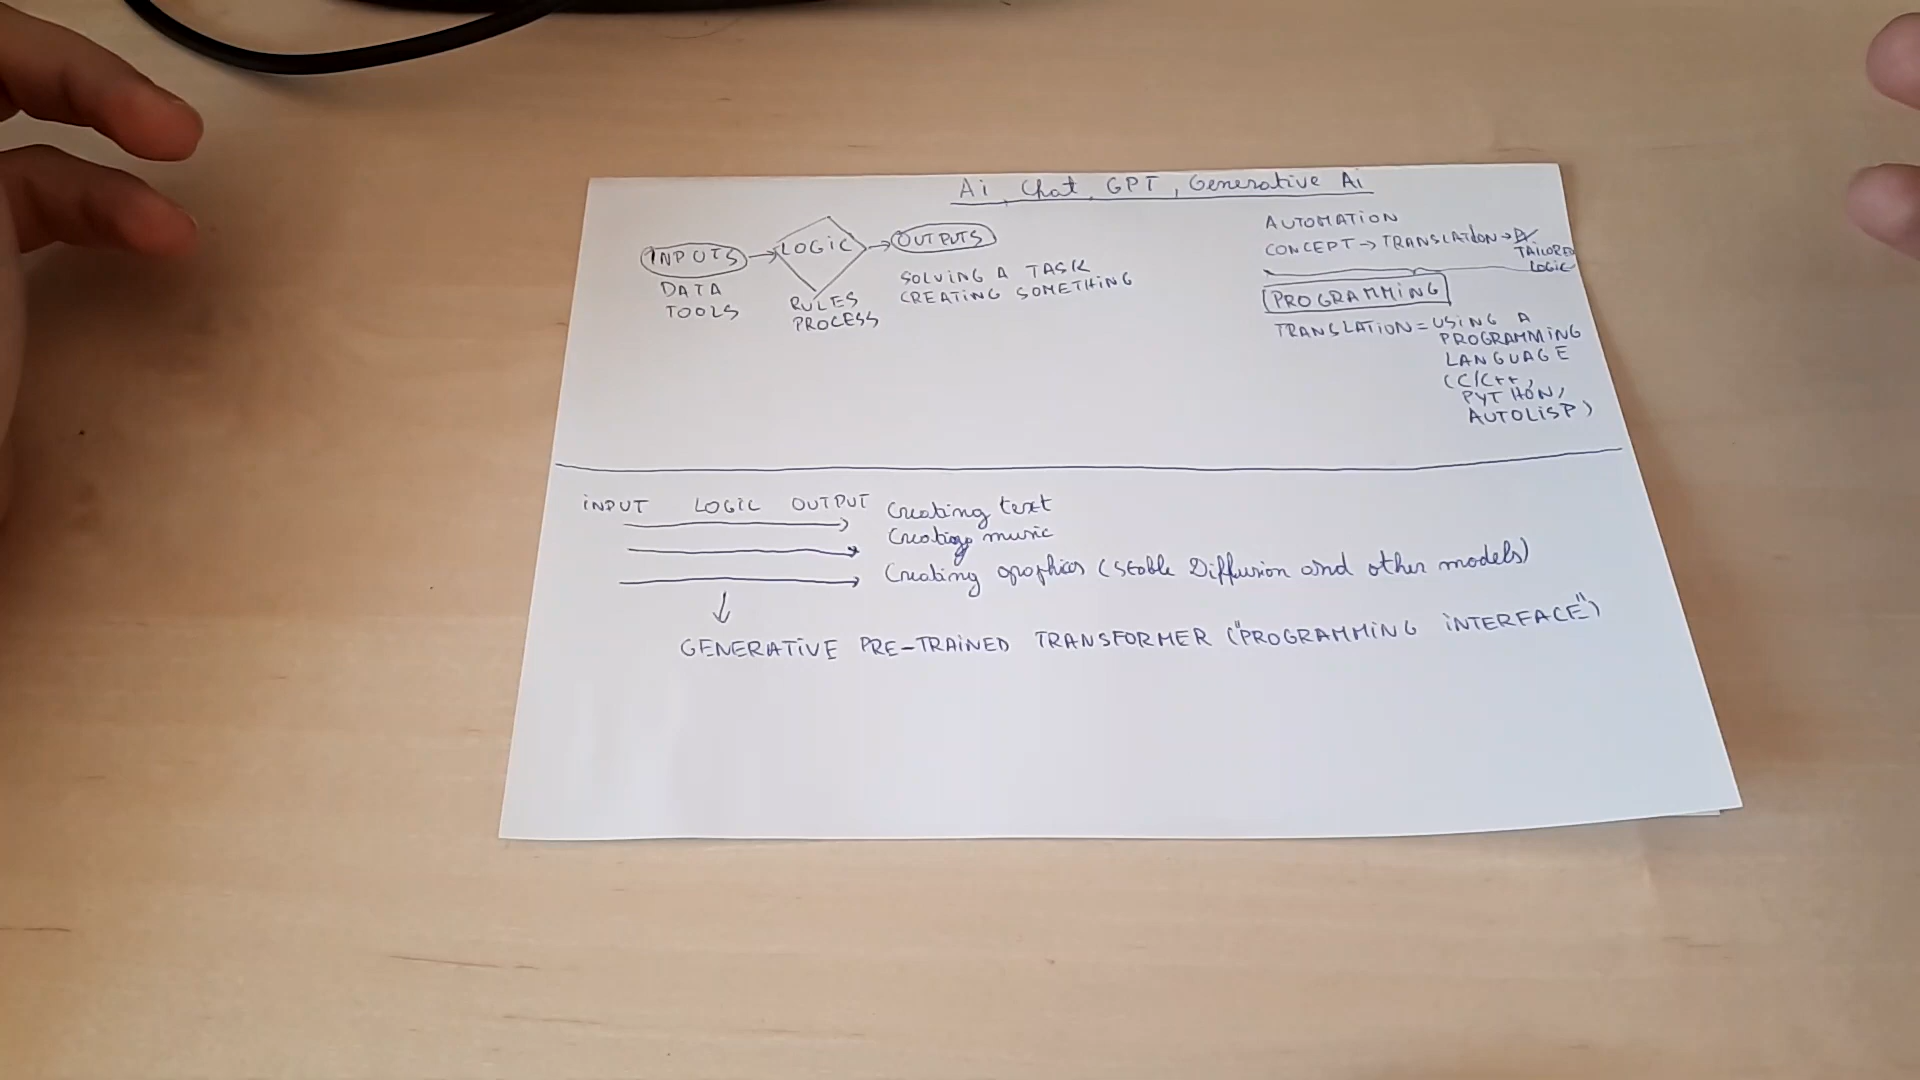 Ai, Chat GPT, Generative Ai
INPUTS → LOGIC → OUTPUTS
DATA
TOOLS
RULES
PROCESS
SOLVING A TASK
CREATING SOMETHING
AUTOMATION
CONCEPT → TRANSLATION →
TAILORED
LOGIC
PROGRAMMING
TRANSLATION = USING A
PROGRAMMING
LANGUAGE
(C/C++,
PYTHON,
AUTOLISP)
INPUT LOGIC OUTPUT
Creating text
Creating music
Creating graphics (Stable Diffusion and other models)
GENERATIVE PRE-TRAINED TRANSFORMER ("PROGRAMMING INTERFACE")